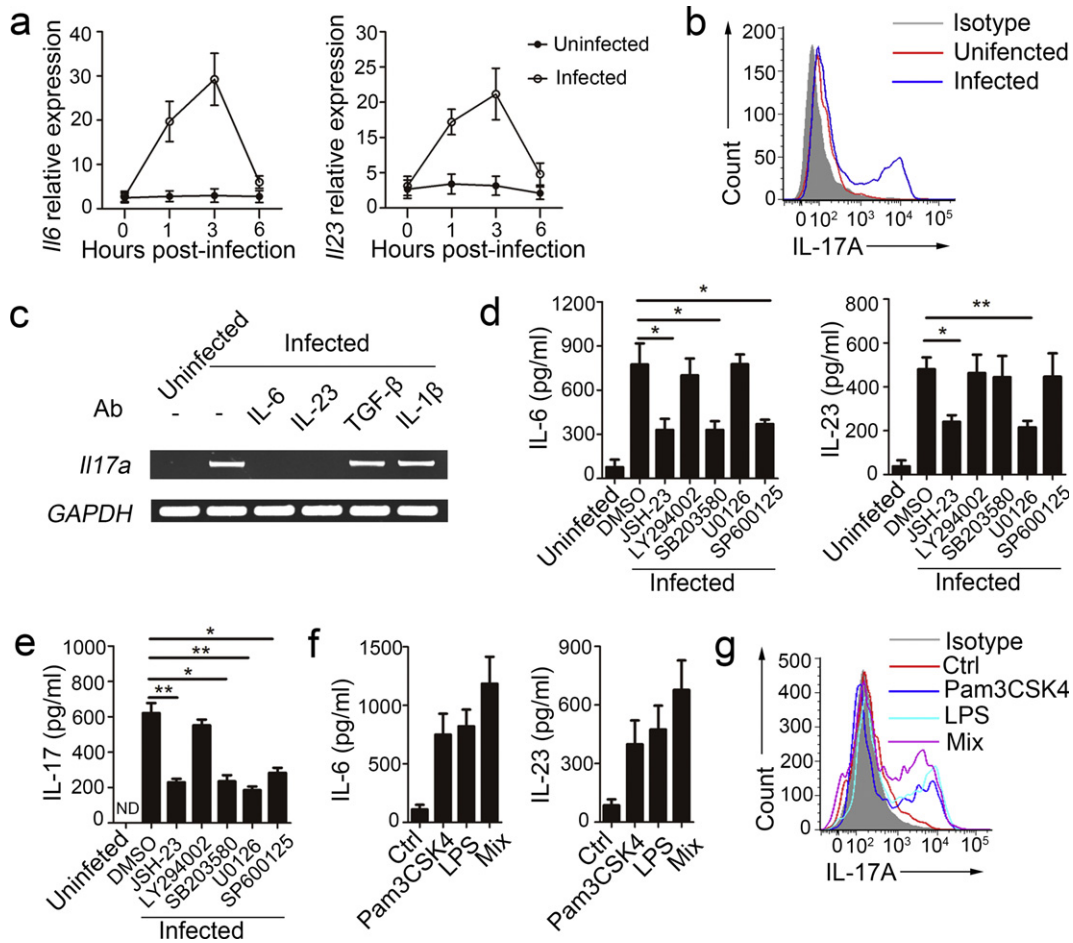 a
Il6 relative expression
40
30
20
10
0
0 1 3 6
Hours post-infection
Il23 relative expression
30
25
20
15
10
5
0
0 1 3 6
Hours post-infection
Uninfected
Infected
b
Count
200
150
100
50
0
0 10² 10³ 10⁴ 10⁵
IL-17A
Isotype
Unifencted
Infected
c
Uninfected
Infected
Ab - - IL-6 IL-23 TGF-β IL-1β
Il17a
GAPDH
d
IL-6 (pg/ml)
1200
900
600
300
0
* * *
Uninfeted DMSO JSH-23 LY294002 SB203580 U0126 SP600125
Infected
IL-23 (pg/ml)
800
600
400
200
0
* **
Uninfeted DMSO JSH-23 LY294002 SB203580 U0126 SP600125
Infected
e
IL-17 (pg/ml)
1000
800
600
400
200
0
ND
** * ** *
Uninfeted DMSO JSH-23 LY294002 SB203580 U0126 SP600125
Infected
f
IL-6 (pg/ml)
1500
1000
500
0
Ctrl Pam3CSK4 LPS Mix
IL-23 (pg/ml)
900
600
300
0
Ctrl Pam3CSK4 LPS Mix
g
Count
500
400
300
200
100
0
0 10² 10³ 10⁴ 10⁵
IL-17A
Isotype
Ctrl
Pam3CSK4
LPS
Mix